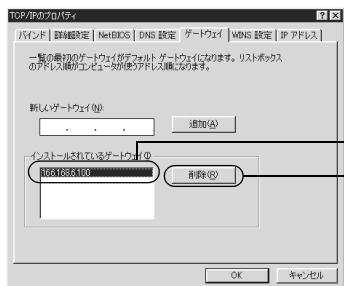 TCP/IPのプロパティ
バインド 詳細設定 NetBIOS DNS 設定 ゲートウェイ WINS 設定 IP アドレス
一覧の最初のゲートウェイがデフォルト ゲートウェイになります。リストボックス
のアドレス順がコンピュータが使うアドレス順になります。
新しいゲートウェイ(N):
. . . 追加(A)
インストールされているゲートウェイ(I)
166.168.6.100 削除(R)
OK キャンセル